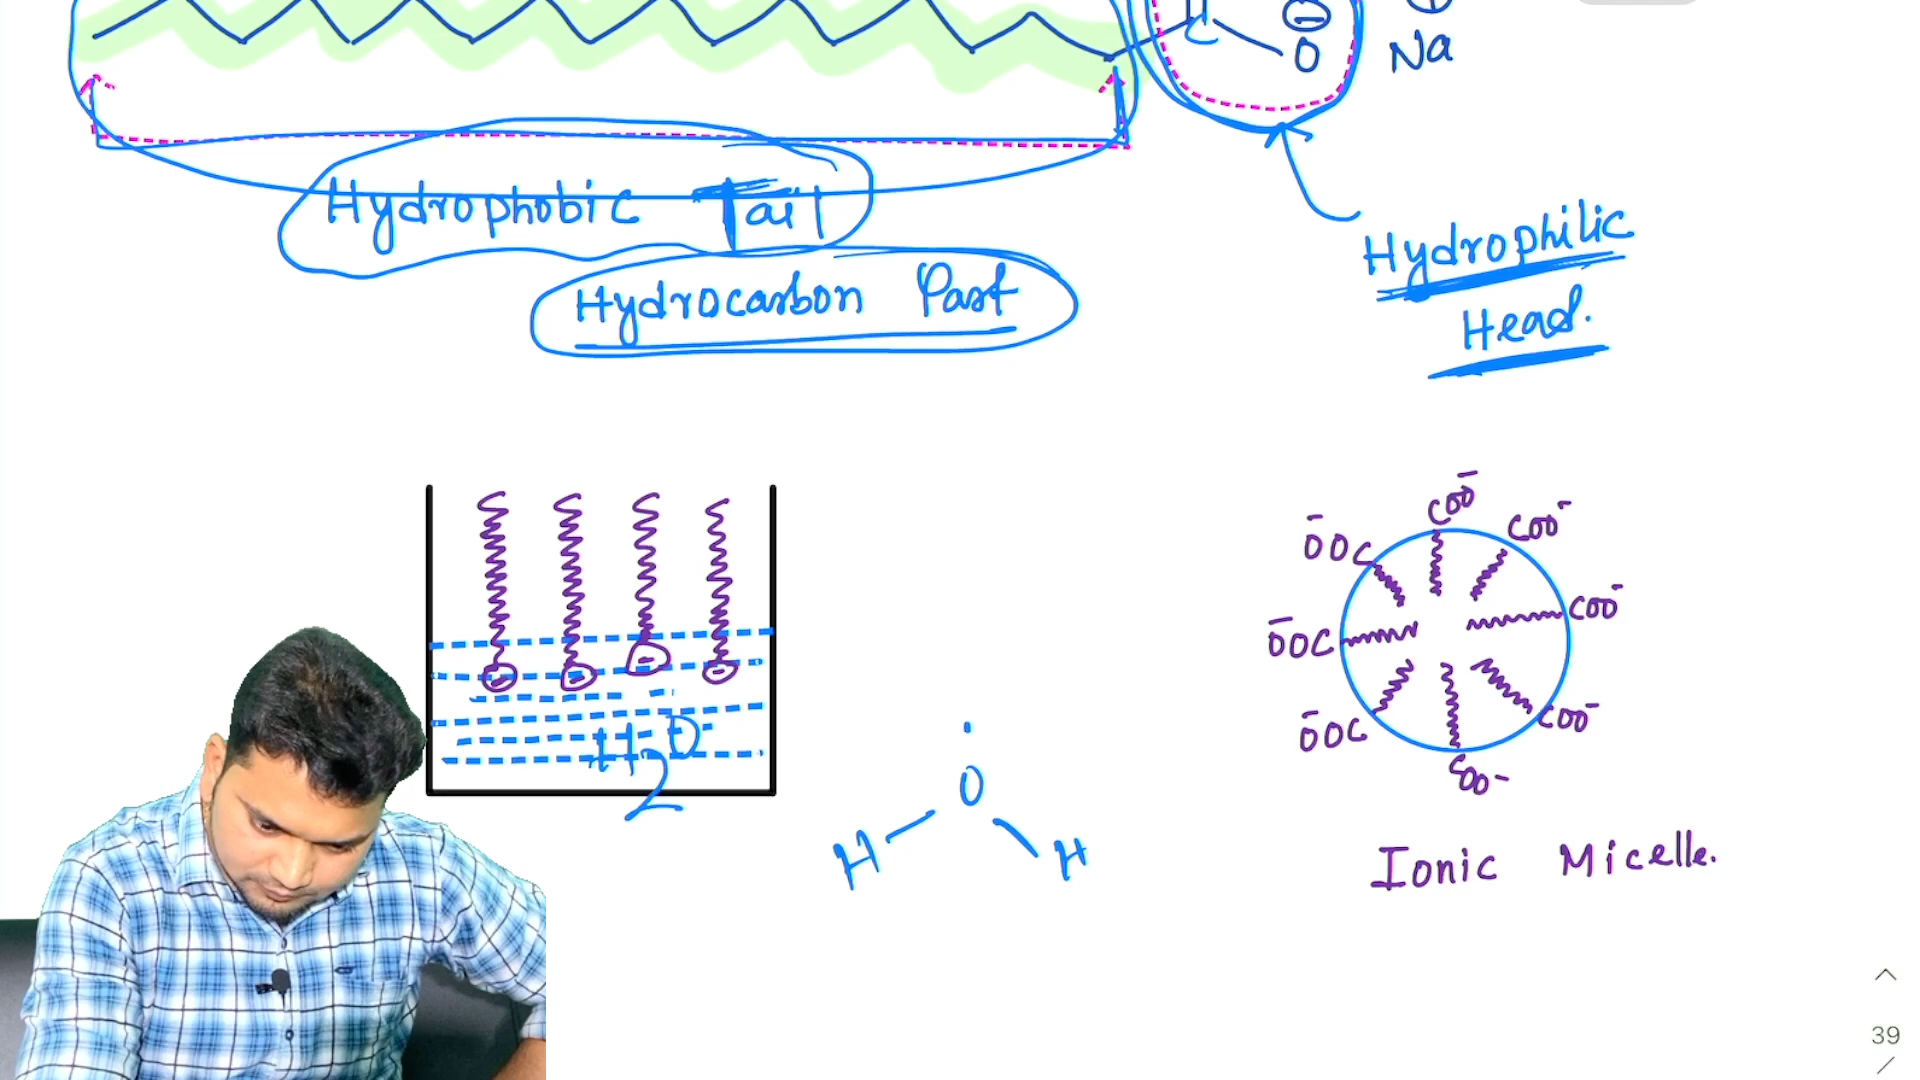 C
⊖
O
⊕
Na
Hydrophobic Tail
Hydrocarbon Part
Hydrophilic
Head.
H2O
O
H
H
COO-
COO-
-OOC
COO-
-OOC
-OOC
COO-
COO-
Ionic Micelle.
39